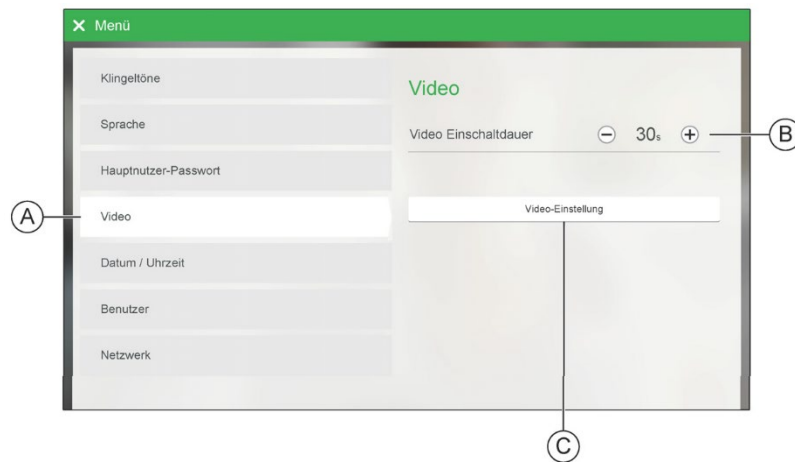 ✕ Menü
Klingeltöne
Sprache
Hauptnutzer-Passwort
Video
Datum / Uhrzeit
Benutzer
Netzwerk
Video
Video Einschaltdauer − 30s +
Video-Einstellung
A
B
C